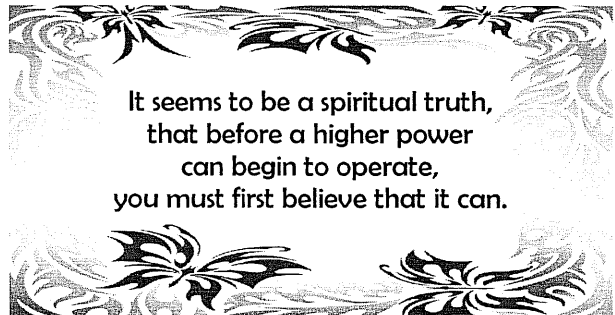 It seems to be a spiritual truth,
that before a higher power
can begin to operate,
you must first believe that it can.